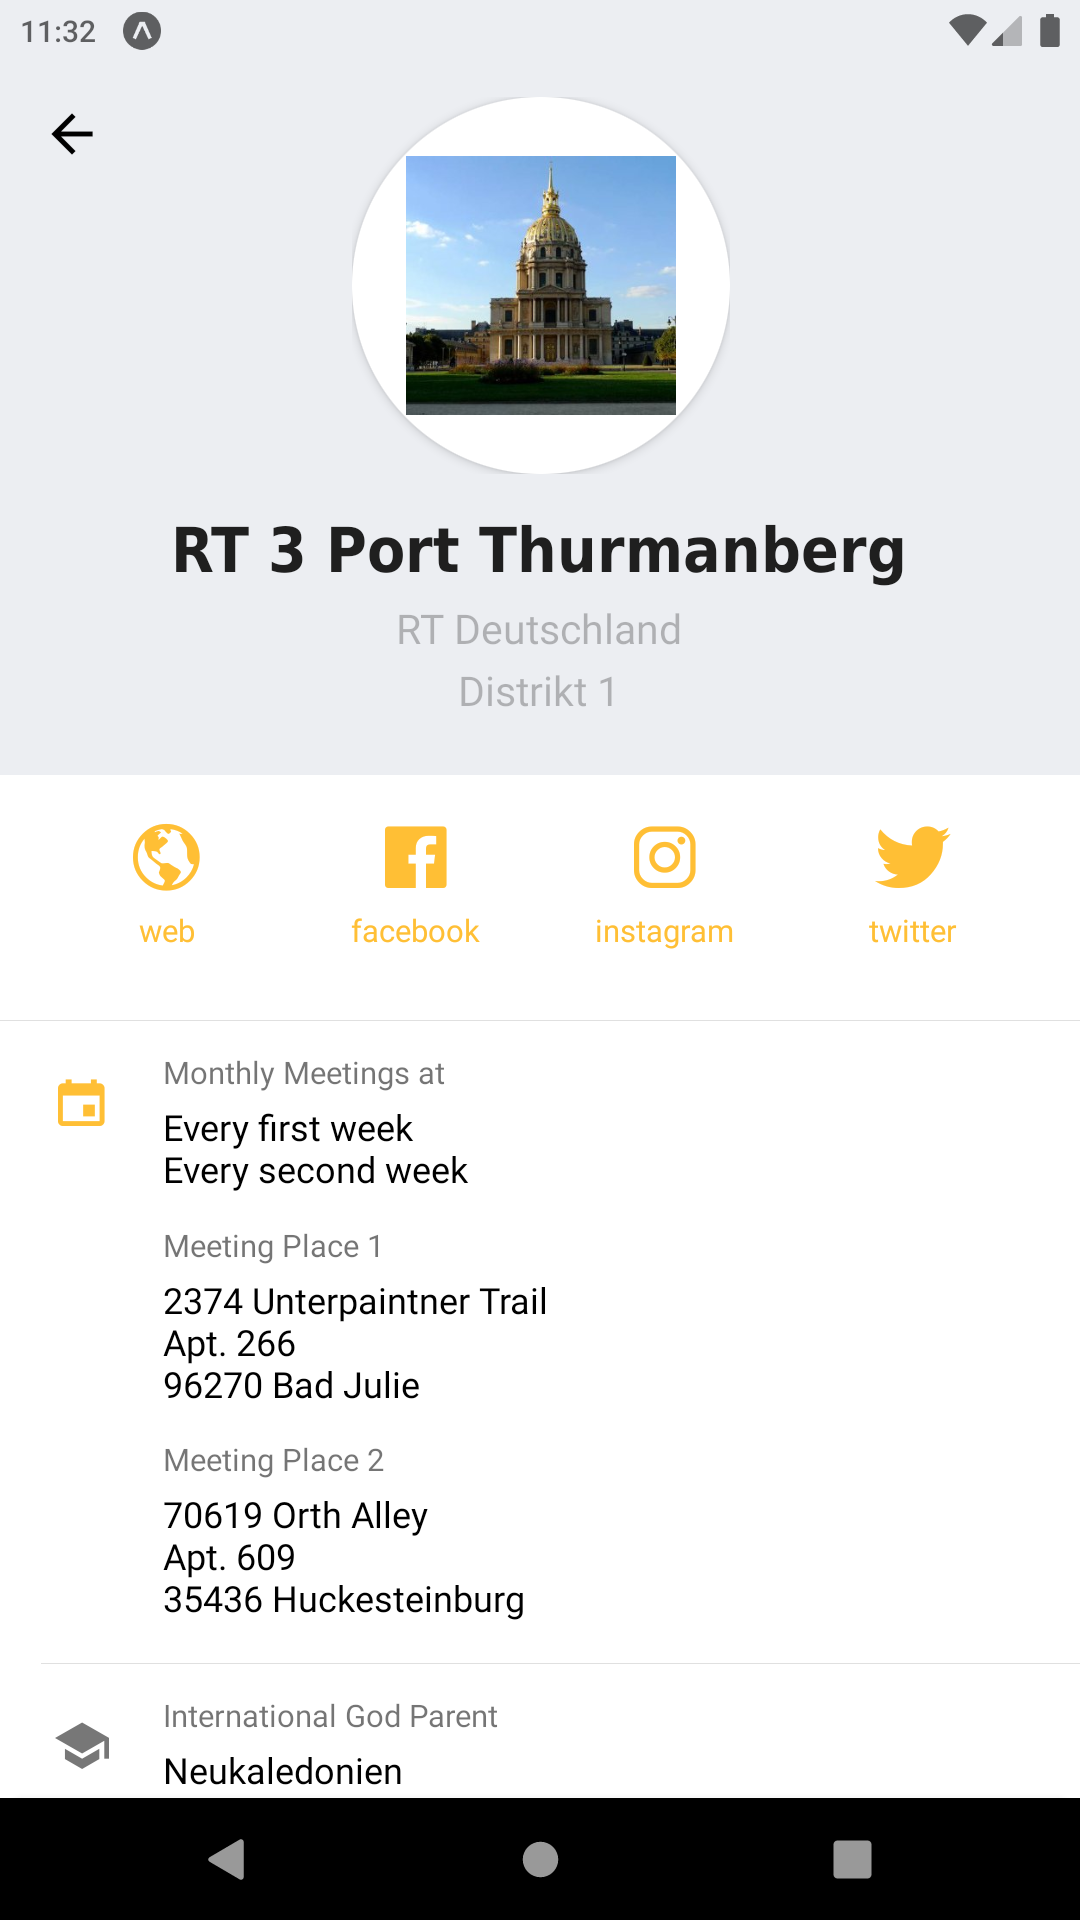 11:32
RT 3 Port Thurmanberg
RT Deutschland
Distrikt 1
web
facebook
instagram
twitter
Monthly Meetings at
Every first week
Every second week
Meeting Place 1
2374 Unterpaintner Trail
Apt. 266
96270 Bad Julie
Meeting Place 2
70619 Orth Alley
Apt. 609
35436 Huckesteinburg
International God Parent
Neukaledonien